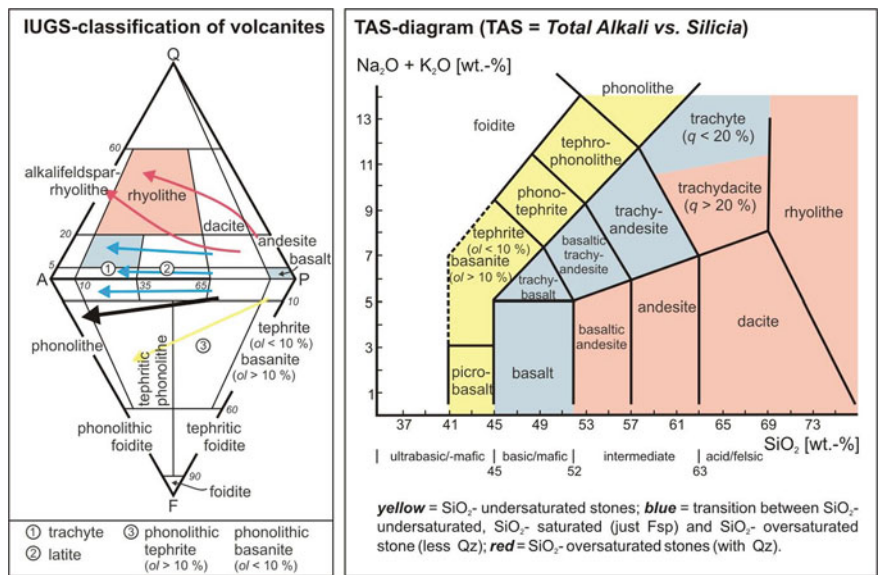 IUGS-classification of volcanites
Q
60
alkalifeldspar-
rhyolithe
rhyolithe
20
dacite
andesite
basalt
5
A
1
2
P
10
35
65
10
phonolithe
tephritic
phonolithe
3
tephrite
(ol < 10 %)
basanite
(ol > 10 %)
60
phonolithic
foidite
tephritic
foidite
90
foidite
F
1 trachyte
2 latite
3 phonolithic
tephrite
(ol > 10 %)
phonolithic
basanite
(ol < 10 %)
TAS-diagram (TAS = Total Alkali vs. Silicia)
Na2O + K2O [wt.-%]
13
11
9
7
5
3
1
foidite
phonolithe
tephro-
phonolithe
trachyte
(q < 20 %)
phono-
tephrite
trachydacite
(q > 20 %)
rhyolithe
tephrite
(ol < 10 %)
basanite
(ol > 10 %)
trachy-
andesite
basaltic
trachy-
andesite
trachy-
basalt
picro-
basalt
basalt
basaltic
andesite
andesite
dacite
37 41 45 49 53 57 61 65 69 73
SiO2 [wt.-%]
ultrabasic/-mafic
basic/mafic
intermediate
acid/felsic
45 52 63
yellow = SiO2- undersaturated stones; blue = transition between SiO2-
undersaturated, SiO2- saturated (just Fsp) and SiO2- oversaturated
stone (less Qz); red = SiO2- oversaturated stones (with Qz).